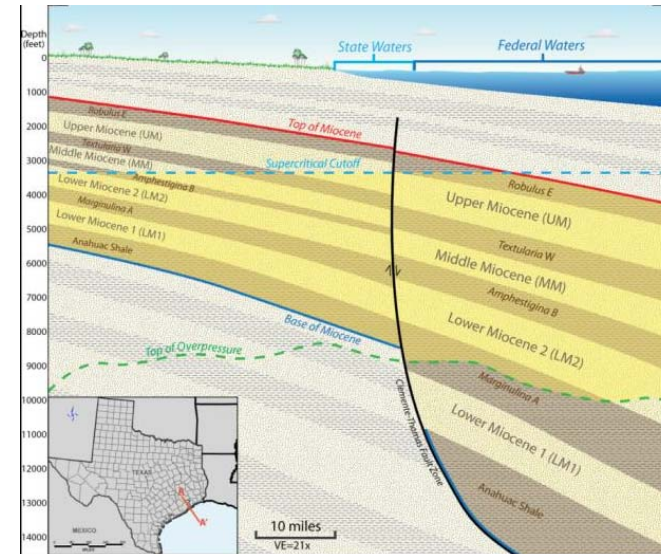 Depth
(feet)
State Waters
Federal Waters
0
1000
2000
3000
4000
5000
6000
7000
8000
9000
10000
11000
12000
13000
14000
Robulus E
Upper Miocene (UM)
Textularia W
Middle Miocene (MM)
Amphestigina B
Lower Miocene 2 (LM2)
Marginulina A
Lower Miocene 1 (LM1)
Anahuac Shale
Top of Miocene
Supercritical Cutoff
Base of Miocene
Top of Overpressure
Robulus E
Upper Miocene (UM)
Textularia W
Middle Miocene (MM)
Amphestigina B
Lower Miocene 2 (LM2)
Marginulina A
Lower Miocene 1 (LM1)
Anahuac Shale
Clemente-Thomas Fault Zone
TEXAS
A'
MEXICO
10 miles
VE=21x